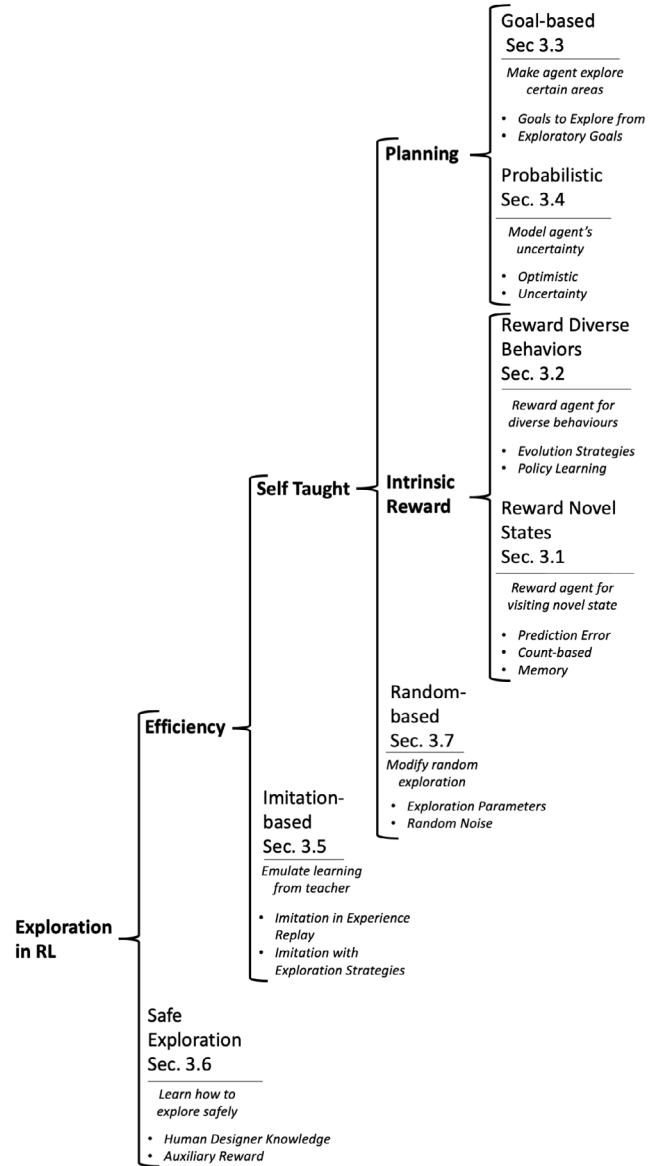 Goal-based
Sec 3.3
Make agent explore
certain areas
• Goals to Explore from
• Exploratory Goals
Planning
Probabilistic
Sec. 3.4
Model agent's
uncertainty
• Optimistic
• Uncertainty
Reward Diverse
Behaviors
Sec. 3.2
Reward agent for
diverse behaviours
• Evolution Strategies
• Policy Learning
Self Taught
Intrinsic
Reward
Reward Novel
States
Sec. 3.1
Reward agent for
visiting novel state
• Prediction Error
• Count-based
• Memory
Random-
based
Sec. 3.7
Modify random
exploration
• Exploration Parameters
• Random Noise
Efficiency
Imitation-
based
Sec. 3.5
Emulate learning
from teacher
• Imitation in Experience
Replay
• Imitation with
Exploration Strategies
Exploration
in RL
Safe
Exploration
Sec. 3.6
Learn how to
explore safely
• Human Designer Knowledge
• Auxiliary Reward